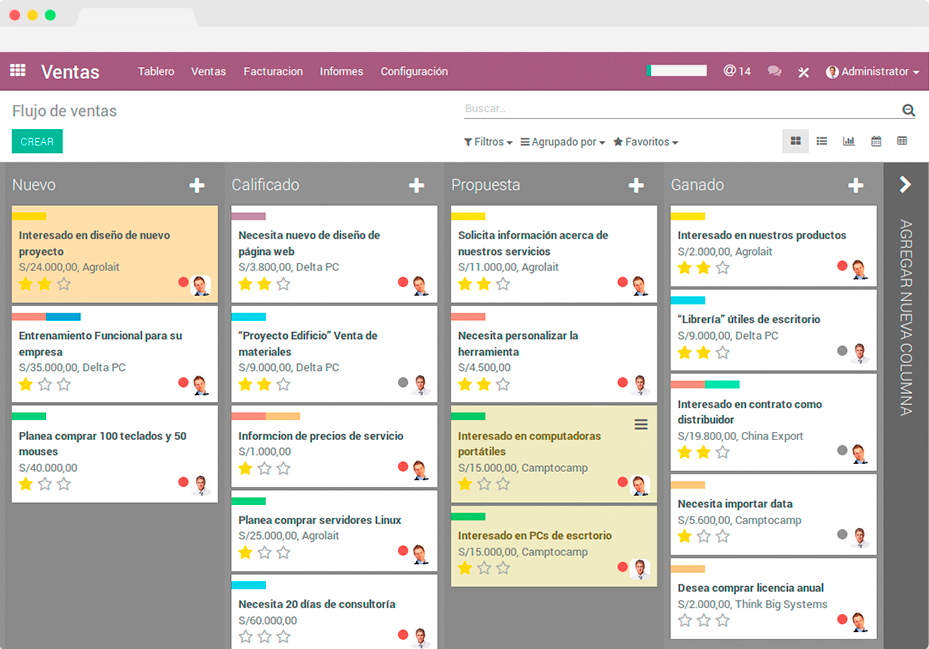 Ventas
Tablero
Ventas
Facturacion
Informes
Configuración
@ 14
Administrator
Flujo de ventas
Buscar...
CREAR
Filtros
Agrupado por
Favoritos
Nuevo
Interesado en diseño de nuevo
proyecto
S/24.000,00, Agrolait
Entrenamiento Funcional para su
empresa
S/35.000,00, Delta PC
Planea comprar 100 teclados y 50
mouses
S/40.000,00
Calificado
Necesita nuevo de diseño de
página web
S/3.800,00, Delta PC
“Proyecto Edificio” Venta de
materiales
S/9.000,00, Delta PC
Informcion de precios de servicio
S/1.000,00
Planea comprar servidores Linux
S/25.000,00, Agrolait
Necesita 20 días de consultoría
S/60.000,00
Propuesta
Solicita información acerca de
nuestros servicios
S/11.000,00, Agrolait
Necesita personalizar la
herramienta
S/4.500,00
Interesado en computadoras
portátiles
S/15.000,00, Camptocamp
Interesado en PCs de escrtorio
S/15.000,00, Camptocamp
Ganado
Interesado en nuestros productos
S/2.000,00, Agrolait
“Librería” útiles de escritorio
S/9.000,00, Delta PC
Interesado en contrato como
distribuidor
S/19.800,00, China Export
Necesita importar data
S/5.600,00, Camptocamp
Desea comprar licencia anual
S/2.000,00, Think Big Systems
AGREGAR NUEVA COLUMNA